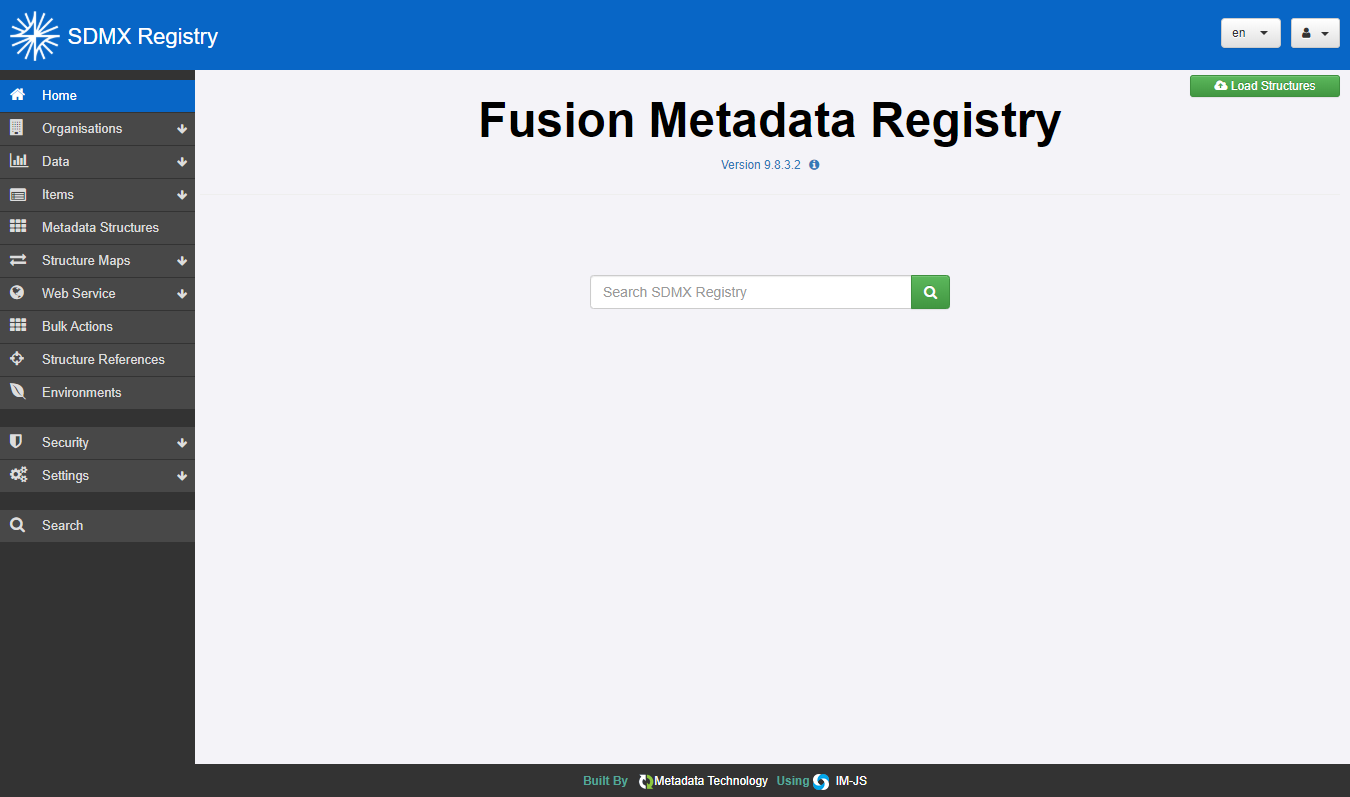 SDMX Registry
en
Home
Organisations
Data
Items
Metadata Structures
Structure Maps
Web Service
Bulk Actions
Structure References
Environments
Security
Settings
Search
Load Structures
Fusion Metadata Registry
Version 9.8.3.2
Search SDMX Registry
Built By Metadata Technology Using IM-JS